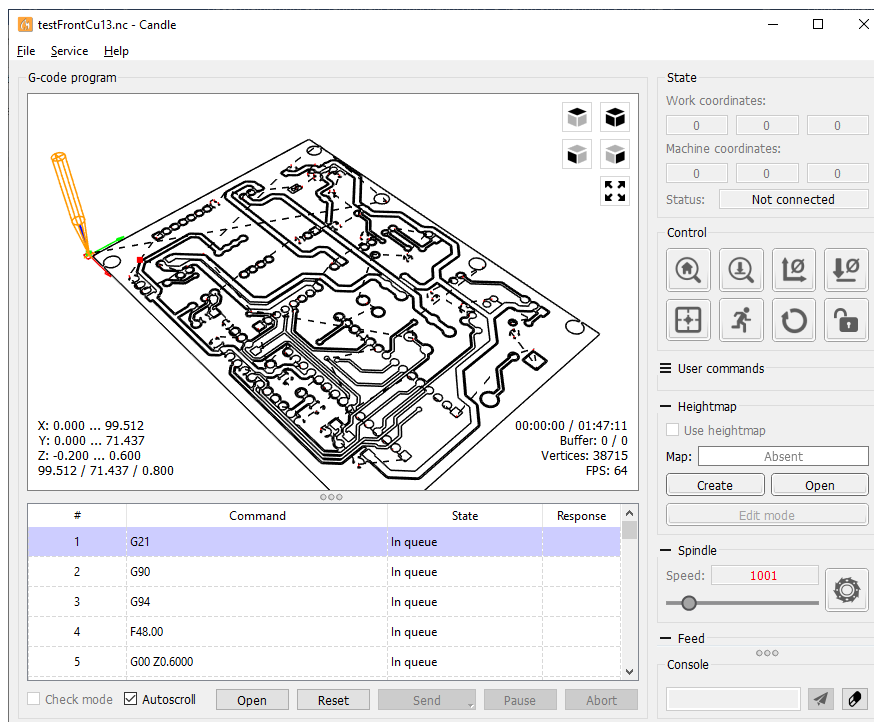 testFrontCu13.nc - Candle
File Service Help
G-code program
X: 0.000 ... 99.512
Y: 0.000 ... 71.437
Z: -0.200 ... 0.600
99.512 / 71.437 / 0.800
00:00:00 / 01:47:11
Buffer: 0 / 0
Vertices: 38715
FPS: 64
# Command State Response
1 G21 In queue
2 G90 In queue
3 G94 In queue
4 F48.00 In queue
5 G00 Z0.6000 In queue
Check mode Autoscroll Open Reset Send Pause Abort
State
Work coordinates:
0 0 0
Machine coordinates:
0 0 0
Status: Not connected
Control
User commands
Heightmap
Use heightmap
Map: Absent
Create Open
Edit mode
Spindle
Speed: 1001
Feed
Console